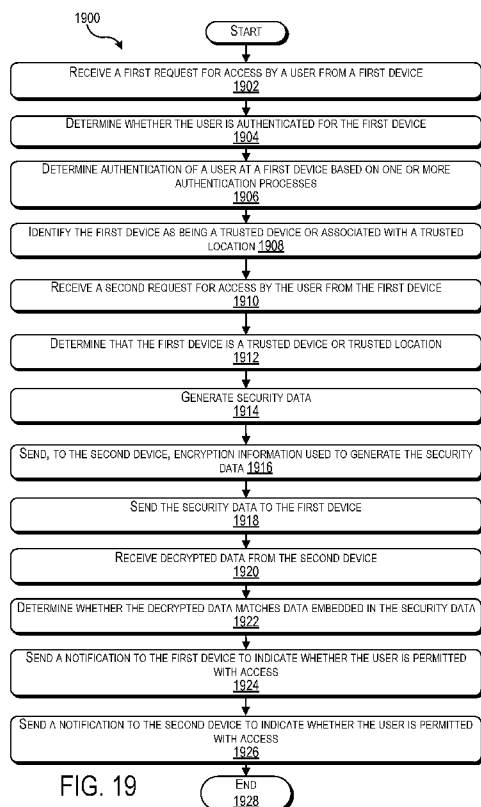 1900
START
RECEIVE A FIRST REQUEST FOR ACCESS BY A USER FROM A FIRST DEVICE
1902
DETERMINE WHETHER THE USER IS AUTHENTICATED FOR THE FIRST DEVICE
1904
DETERMINE AUTHENTICATION OF A USER AT A FIRST DEVICE BASED ON ONE OR MORE
AUTHENTICATION PROCESSES
1906
IDENTIFY THE FIRST DEVICE AS BEING A TRUSTED DEVICE OR ASSOCIATED WITH A TRUSTED
LOCATION 1908
RECEIVE A SECOND REQUEST FOR ACCESS BY THE USER FROM THE FIRST DEVICE
1910
DETERMINE THAT THE FIRST DEVICE IS A TRUSTED DEVICE OR TRUSTED LOCATION
1912
GENERATE SECURITY DATA
1914
SEND, TO THE SECOND DEVICE, ENCRYPTION INFORMATION USED TO GENERATE THE SECURITY
DATA 1916
SEND THE SECURITY DATA TO THE FIRST DEVICE
1918
RECEIVE DECRYPTED DATA FROM THE SECOND DEVICE
1920
DETERMINE WHETHER THE DECRYPTED DATA MATCHES DATA EMBEDDED IN THE SECURITY DATA
1922
SEND A NOTIFICATION TO THE FIRST DEVICE TO INDICATE WHETHER THE USER IS PERMITTED
WITH ACCESS
1924
SEND A NOTIFICATION TO THE SECOND DEVICE TO INDICATE WHETHER THE USER IS PERMITTED
WITH ACCESS
1926
FIG. 19
END
1928